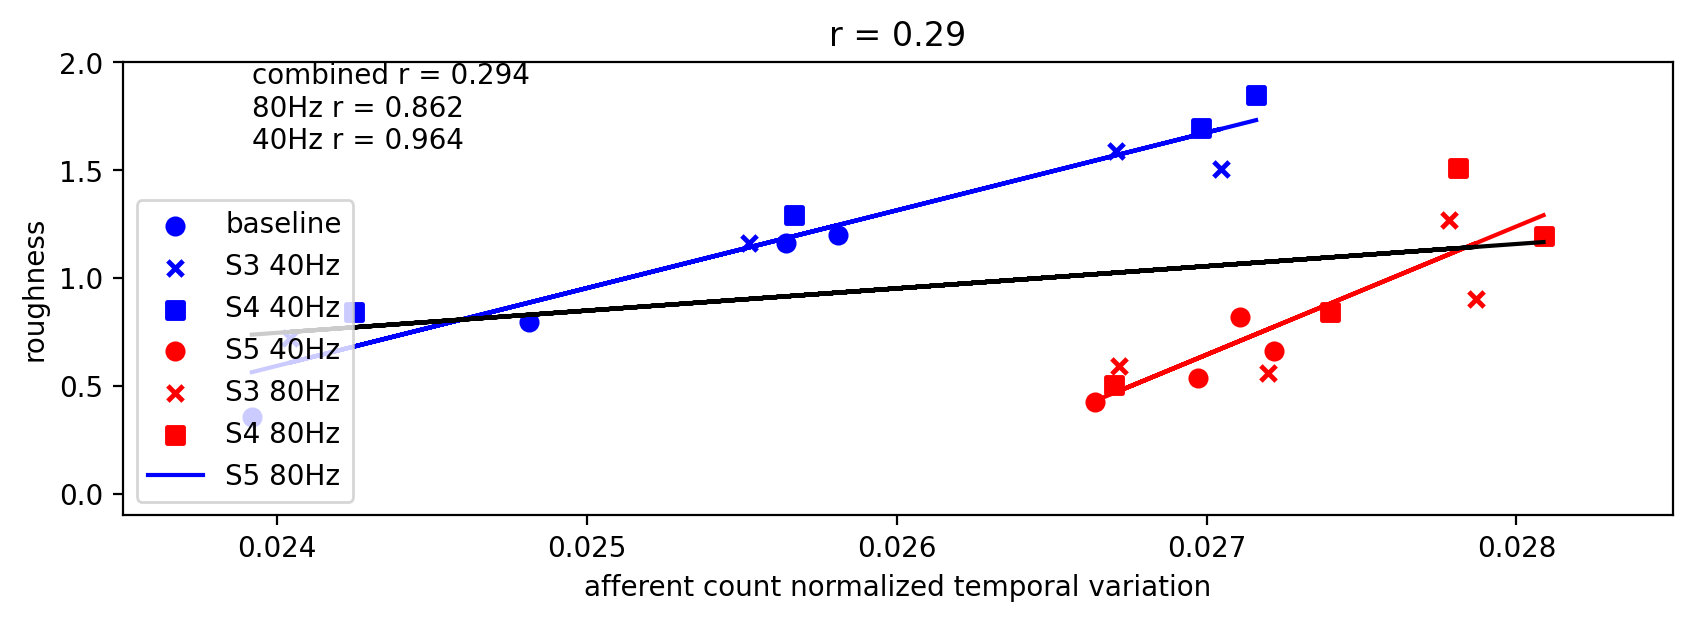 r = 0.29
combined r = 0.294
80Hz r = 0.862
40Hz r = 0.964
2.0
1.5
1.0
0.5
0.0
roughness
baseline
S3 40Hz
S4 40Hz
S5 40Hz
S3 80Hz
S4 80Hz
S5 80Hz
0.024 0.025 0.026 0.027 0.028
afferent count normalized temporal variation